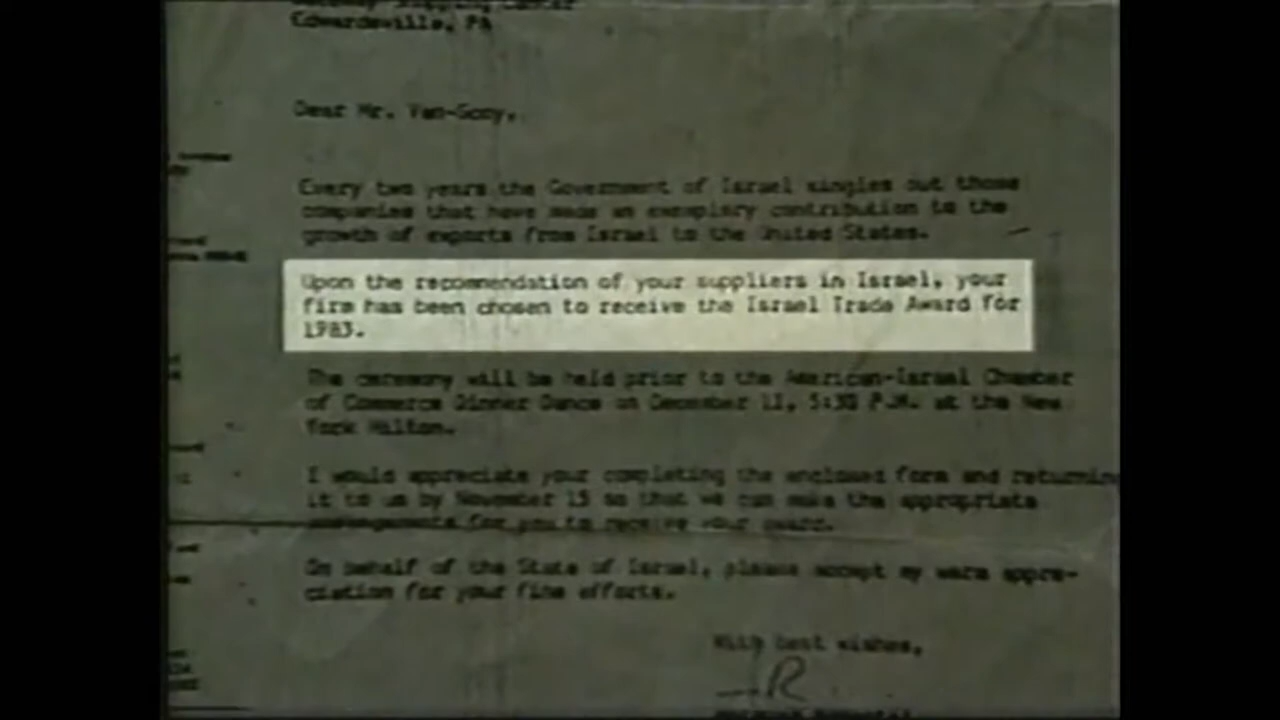 Edwardsville, PA
Dear Mr. Van-Gony,
Every two years the Government of Israel singles out those
companies that have made an exemplary contribution to the
growth of exports from Israel to the United States.
Upon the recommendation of your suppliers in Israel, your
firm has been chosen to receive the Israel Trade Award for
1983.
The ceremony will be held prior to the American-Israel Chamber
of Commerce Dinner Dance on December 11, 5:30 P.M. at the New
York Hilton.
I would appreciate your completing the enclosed form and returning
it to us by November 15 so that we can make the appropriate
arrangements for you to receive your award.
On behalf of the State of Israel, please accept my warm appre-
ciation for your fine efforts.
With best wishes,